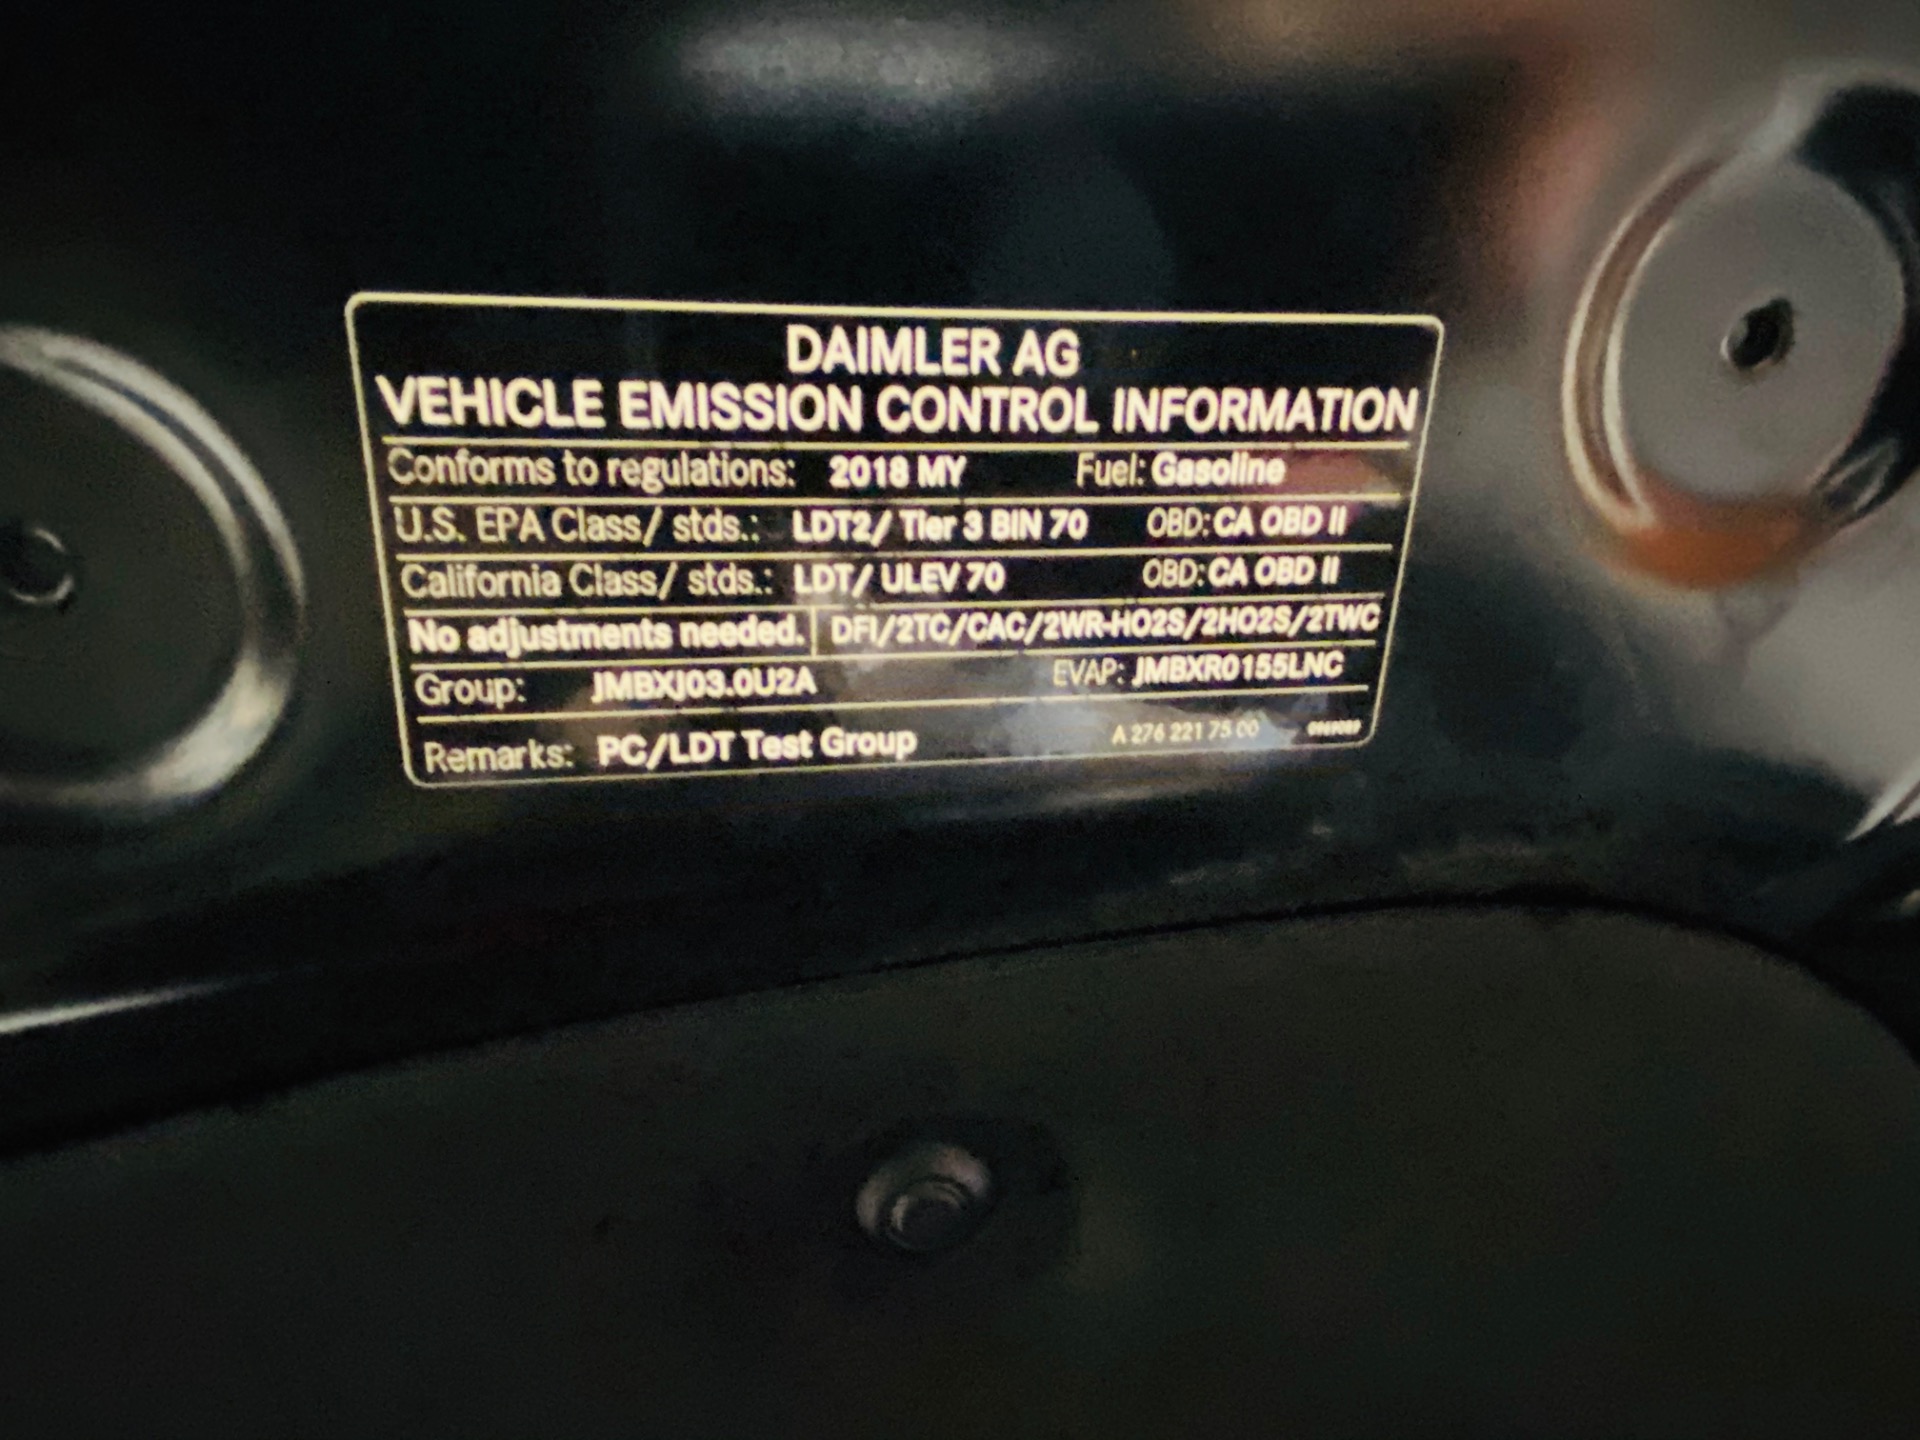 DAIMLER AG
VEHICLE EMISSION CONTROL INFORMATION
Conforms to regulations: 2018 MY Fuel: Gasoline
U.S. EPA Class/ stds.: LDT2/ Tier 3 BIN 70 OBD: CA OBD II
California Class/ stds.: LDT/ ULEV 70 OBD: CA OBD II
No adjustments needed. DFI/2TC/CAC/2WR-HO2S/2HO2S/2TWC
Group: JMBXJ03.0U2A EVAP: JMBXR0155LNC
Remarks: PC/LDT Test Group A 276 221 75 00